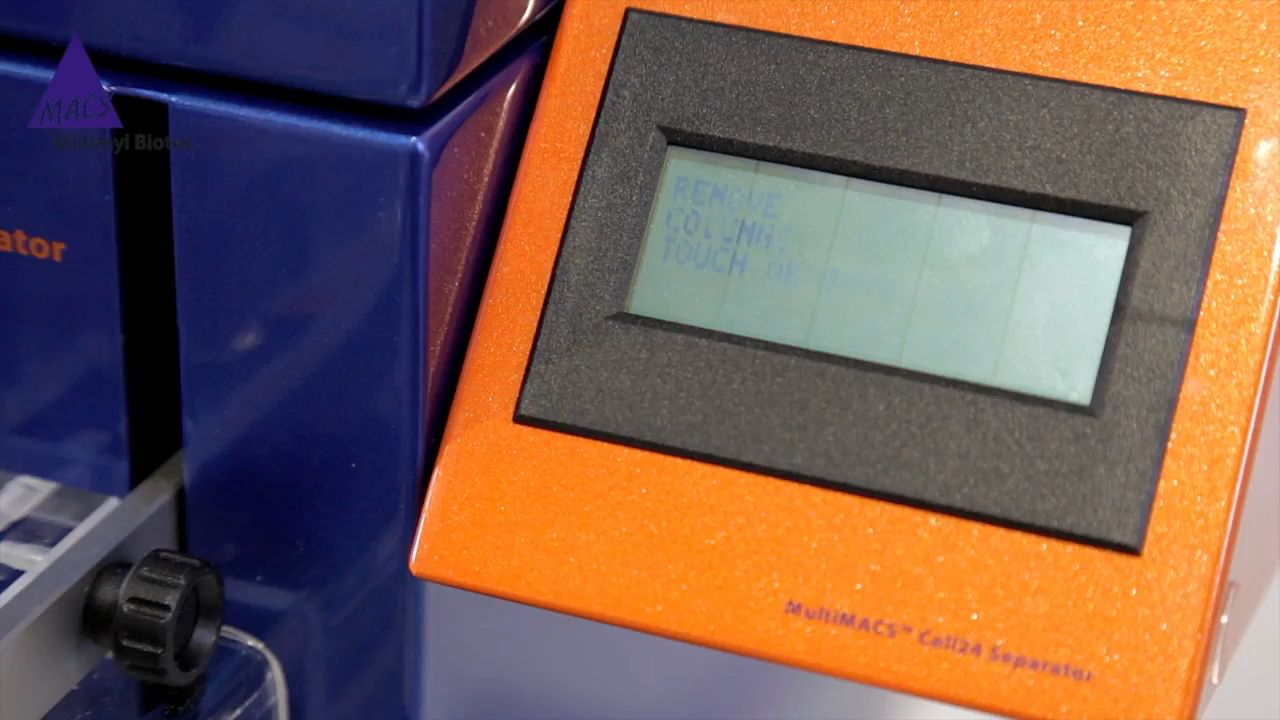 MACS
Miltenyi Biotec
ator
REMOVE
COLUMNS
TOUCH
MultiMACS™ Cell24 Separator